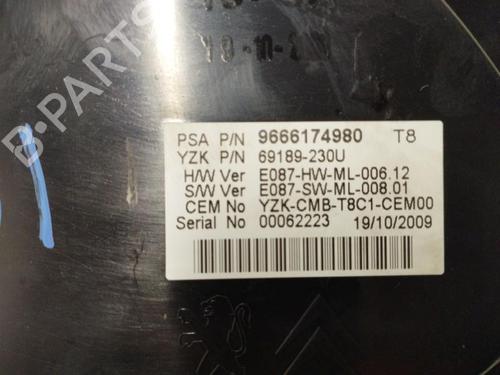 PSA P/N 9666174980 T8
YZK P/N 69189-230U
H/W Ver E087-HW-ML-006.12
S/W Ver E087-SW-ML-008.01
CEM No YZK-CMB-T8C1-CEM00
Serial No 00062223 19/10/2009
B-PARTS